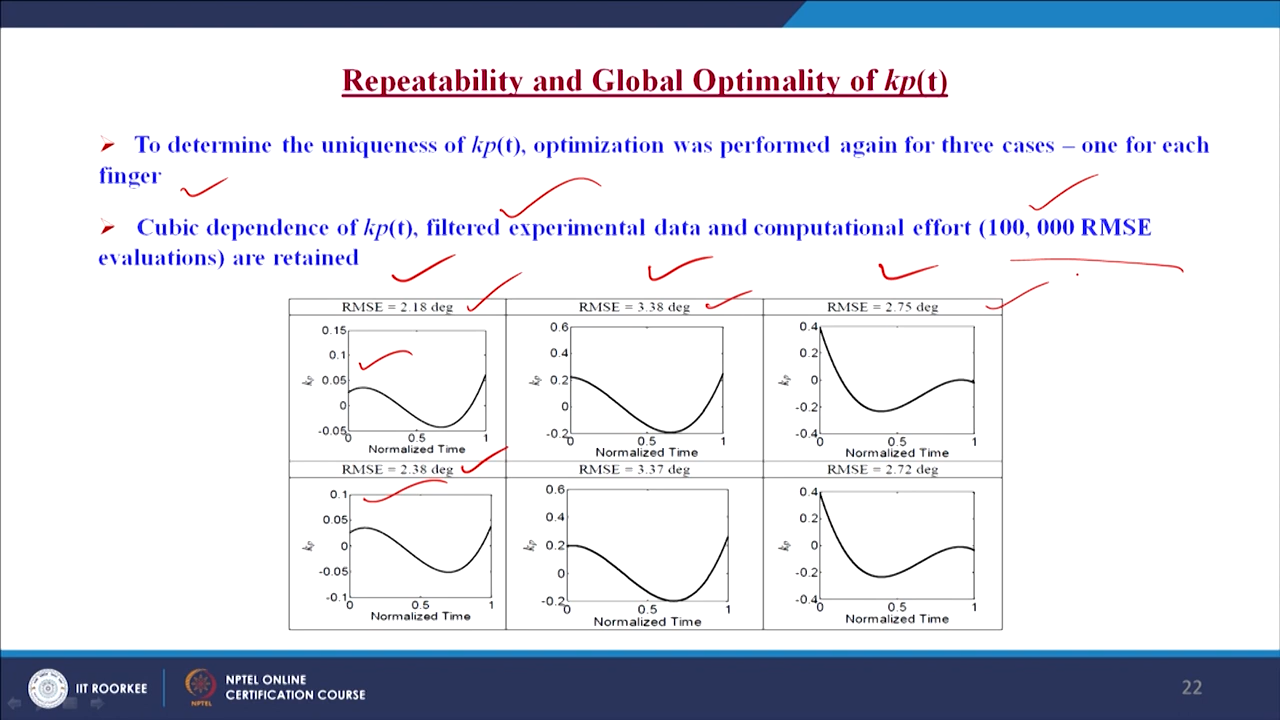 Repeatability and Global Optimality of kp(t)
➢ To determine the uniqueness of kp(t), optimization was performed again for three cases – one for each
finger
➢ Cubic dependence of kp(t), filtered experimental data and computational effort (100, 000 RMSE
evaluations) are retained
RMSE = 2.18 deg RMSE = 3.38 deg RMSE = 2.75 deg
0.15
0.1
0.05
0
-0.05
kp
0 0.5 1
Normalized Time
0.6
0.4
0.2
0
-0.2
kp
0 0.5 1
Normalized Time
0.4
0.2
0
-0.2
-0.4
kp
0 0.5 1
Normalized Time
RMSE = 2.38 deg RMSE = 3.37 deg RMSE = 2.72 deg
0.1
0.05
0
-0.05
-0.1
kp
0 0.5 1
Normalized Time
0.6
0.4
0.2
0
-0.2
kp
0 0.5 1
Normalized Time
0.4
0.2
0
-0.2
-0.4
kp
0 0.5 1
Normalized Time
IIT ROORKEE
NPTEL
NPTEL ONLINE
CERTIFICATION COURSE
22